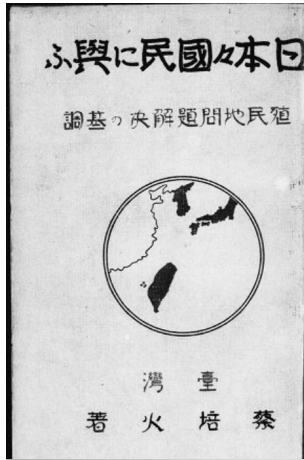 日本々國民に與ふ
殖民地問題解決の基調
臺灣
蔡培火著